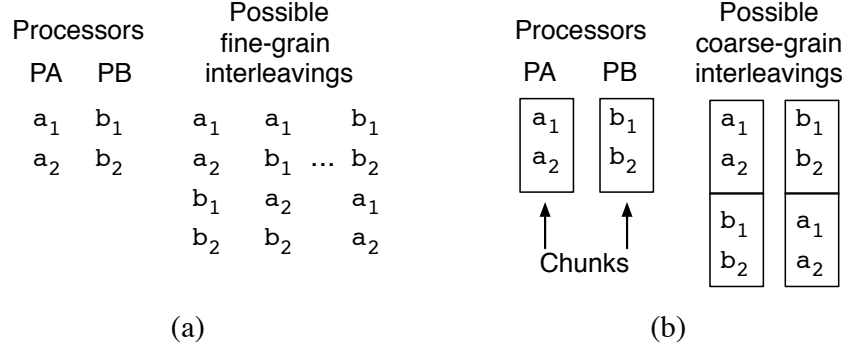 Processors
PA PB
a1 b1
a2 b2
Possible
fine-grain
interleavings
a1 a1 b1
a2 b1 ... b2
b1 a2 a1
b2 b2 a2
(a)
Processors
PA PB
a1 b1
a2 b2
Chunks
Possible
coarse-grain
interleavings
a1 b1
a2 b2
b1 a1
b2 a2
(b)